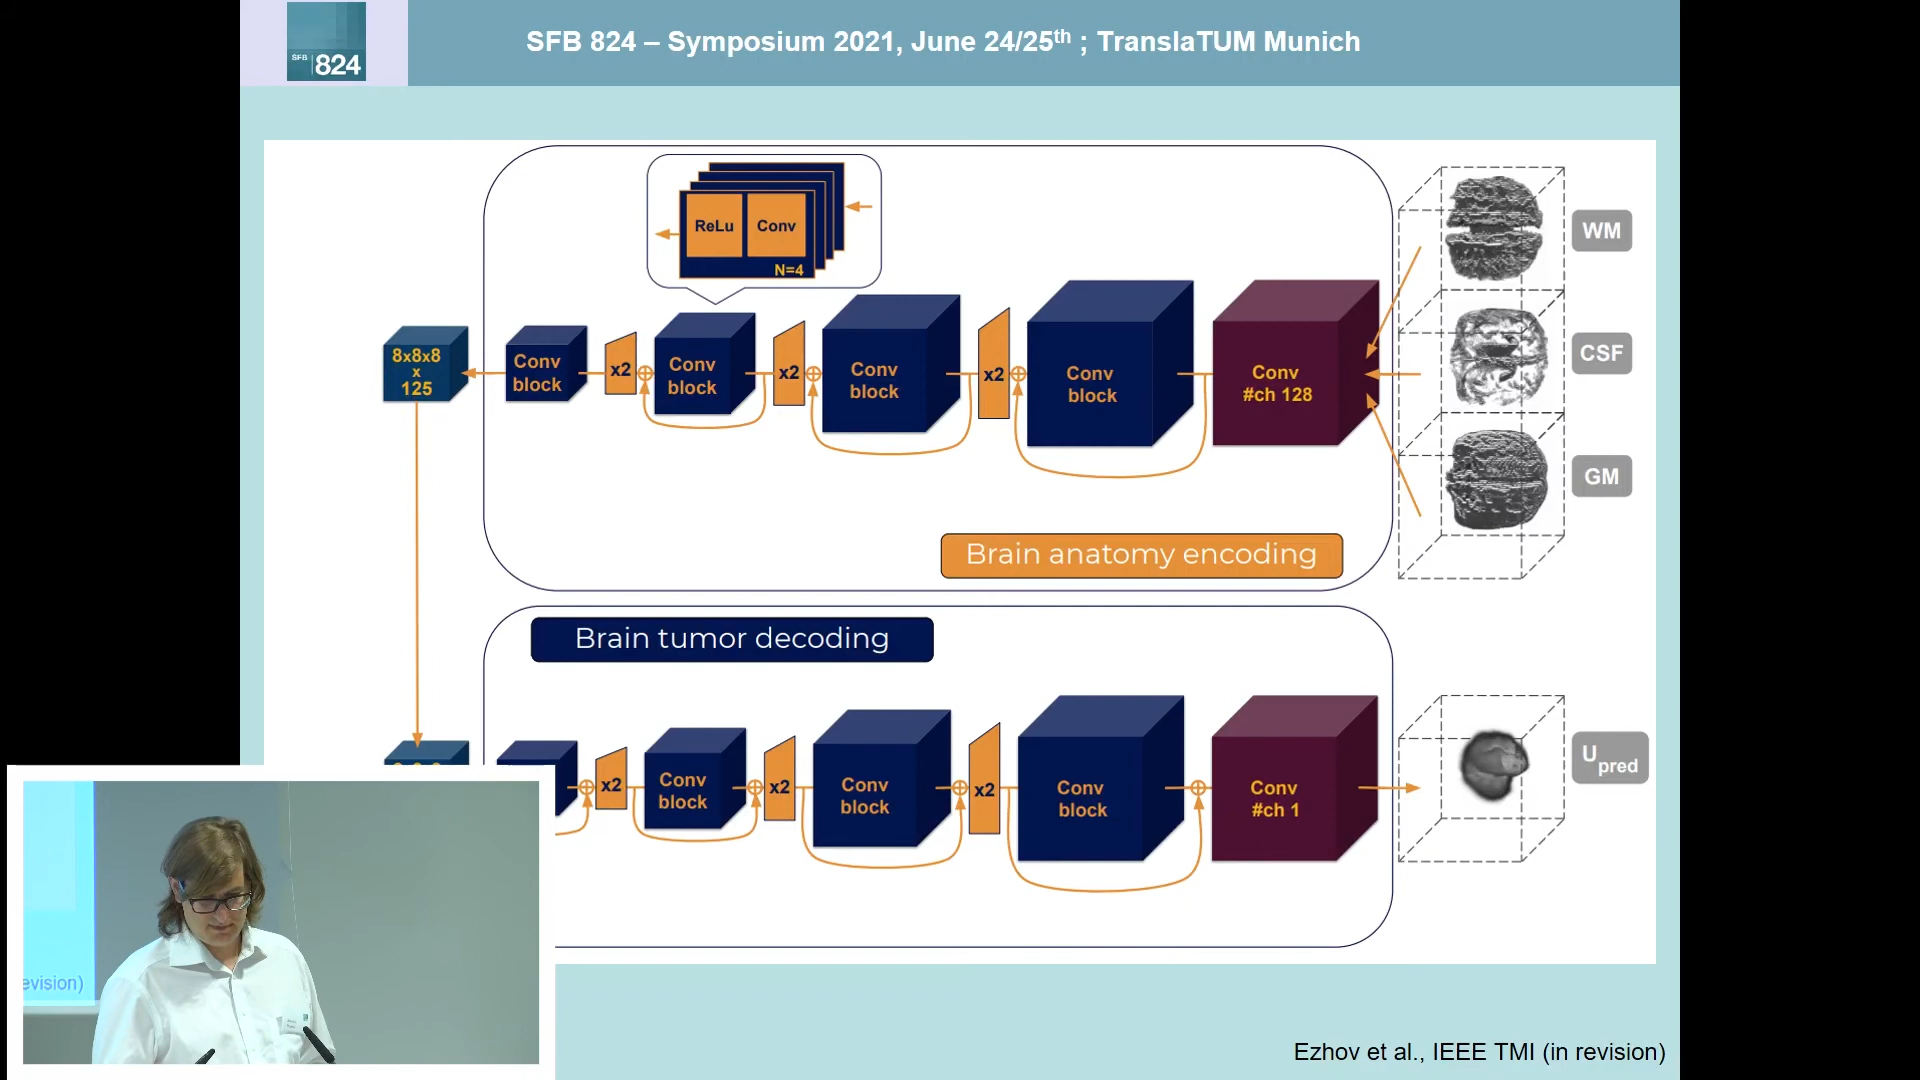 SFB 824
SFB 824 – Symposium 2021, June 24/25th ; TranslaTUM Munich
ReLu Conv
N=4
WM
CSF
GM
8x8x8
x
125
Conv
block
x2
Conv
block
x2
Conv
block
x2
Conv
block
Conv
#ch 128
Brain anatomy encoding
Brain tumor decoding
x2
Conv
block
x2
Conv
block
x2
Conv
block
Conv
#ch 1
Upred
evision)
Ezhov et al., IEEE TMI (in revision)